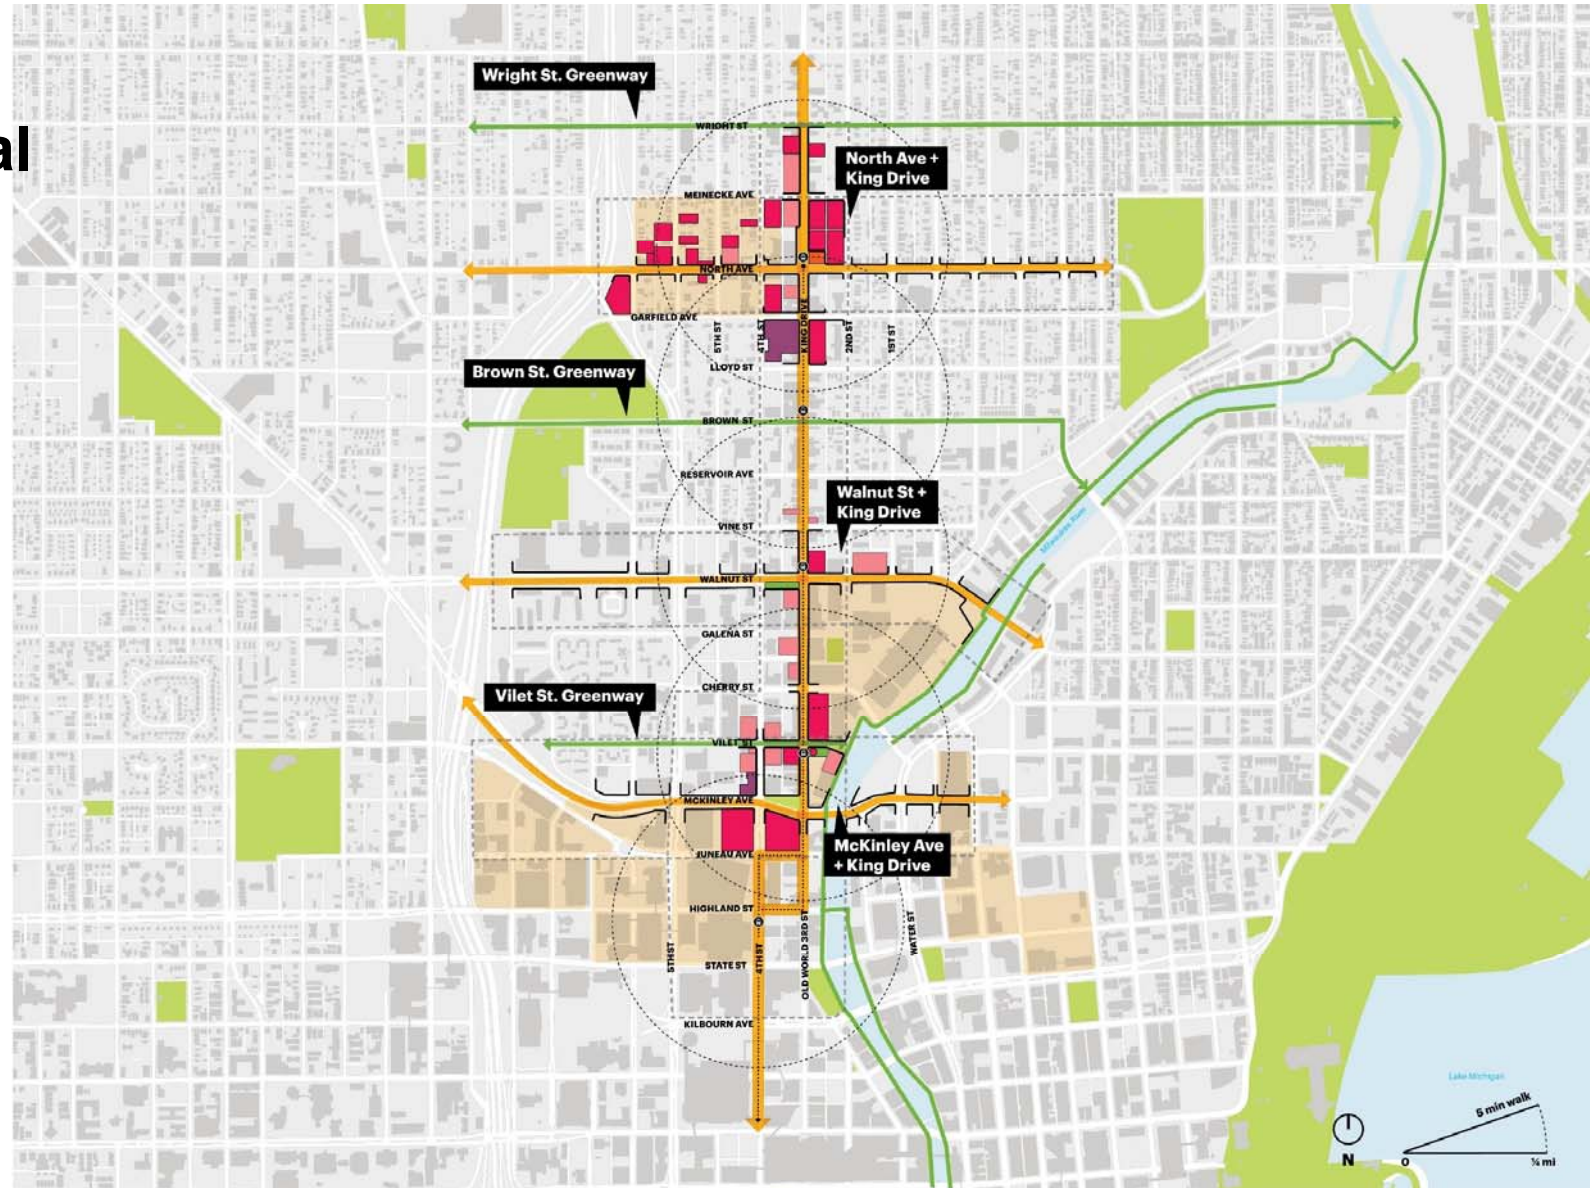 al
Wright St. Greenway
WRIGHT ST
North Ave +
King Drive
MEINECKE AVE
NORTH AVE
GARFIELD AVE
5TH ST
4TH ST
KING DRIVE
2ND ST
1ST ST
LLOYD ST
Brown St. Greenway
BROWN ST
RESERVOIR AVE
Walnut St +
King Drive
VINE ST
Milwaukee River
WALNUT ST
GALENA ST
CHERRY ST
Vilet St. Greenway
VILET ST
MCKINLEY AVE
McKinley Ave
+ King Drive
JUNEAU AVE
HIGHLAND ST
5TH ST
4TH ST
OLD WORLD 3RD ST
WATER ST
STATE ST
KILBOURN AVE
Lake Michigan
5 min walk
N
0
¼ mi